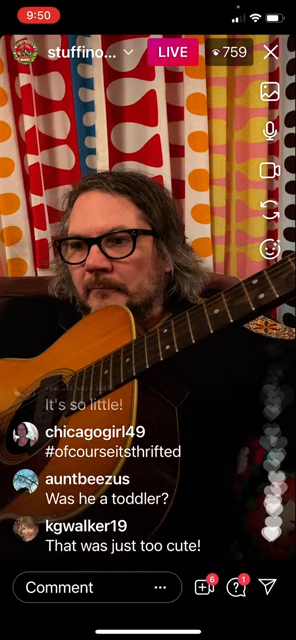 9:50
stuffino...
LIVE
759
It's so little!
chicagogirl49
#ofcourseitsthrifted
auntbeezus
Was he a toddler?
kgwalker19
That was just too cute!
Comment
6
1